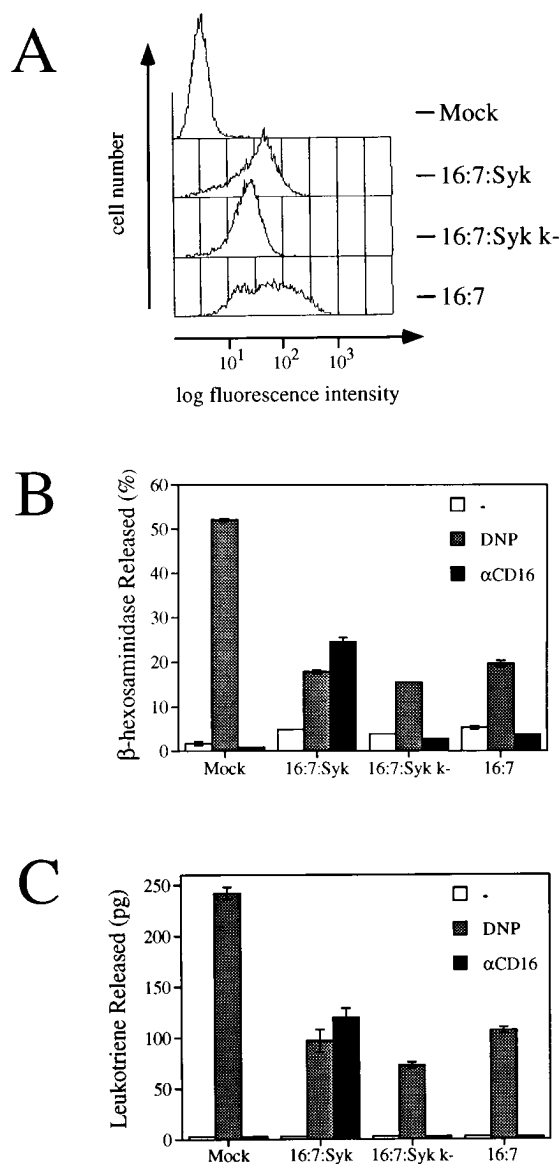 A
cell number
Mock
16:7:Syk
16:7:Syk k-
16:7
10¹ 10² 10³
log fluorescence intensity
B
β-hexosaminidase Released (%)
60
50
40
30
20
10
0
-
DNP
αCD16
Mock 16:7:Syk 16:7:Syk k- 16:7
C
Leukotriene Released (pg)
250
200
150
100
50
0
-
DNP
αCD16
Mock 16:7:Syk 16:7:Syk k- 16:7